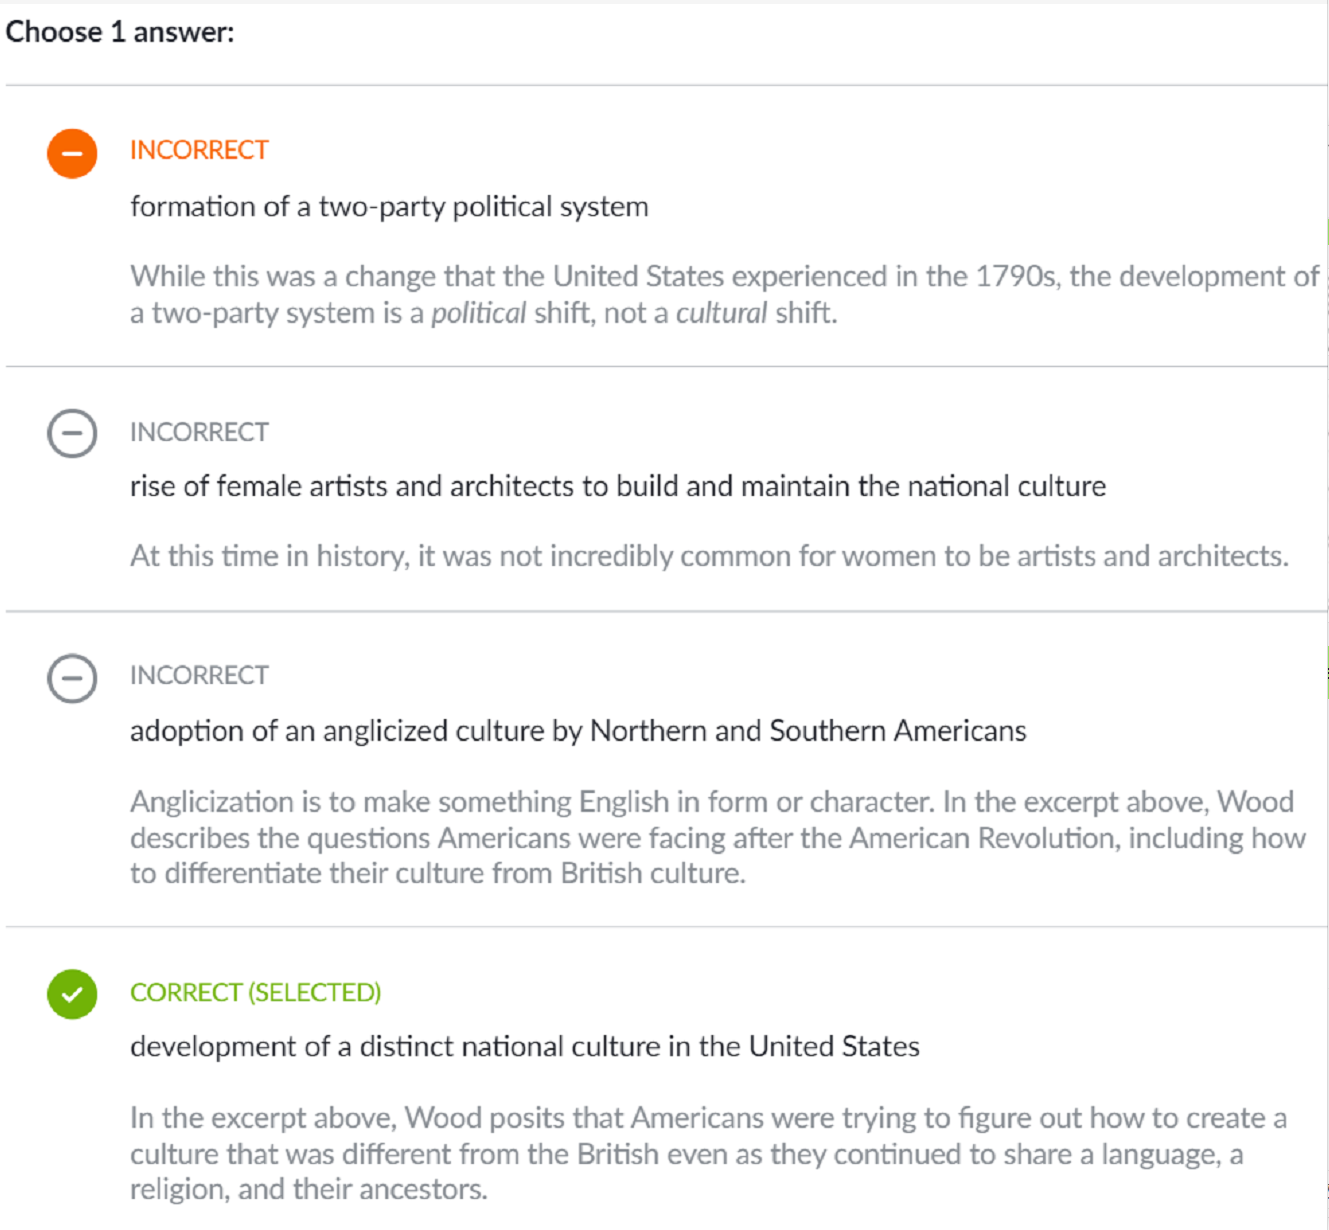 Choose 1 answer:
INCORRECT
formation of a two-party political system
While this was a change that the United States experienced in the 1790s, the development of
a two-party system is a political shift, not a cultural shift.
INCORRECT
rise of female artists and architects to build and maintain the national culture
At this time in history, it was not incredibly common for women to be artists and architects.
INCORRECT
adoption of an anglicized culture by Northern and Southern Americans
Anglicization is to make something English in form or character. In the excerpt above, Wood
describes the questions Americans were facing after the American Revolution, including how
to differentiate their culture from British culture.
CORRECT (SELECTED)
development of a distinct national culture in the United States
In the excerpt above, Wood posits that Americans were trying to figure out how to create a
culture that was different from the British even as they continued to share a language, a
religion, and their ancestors.